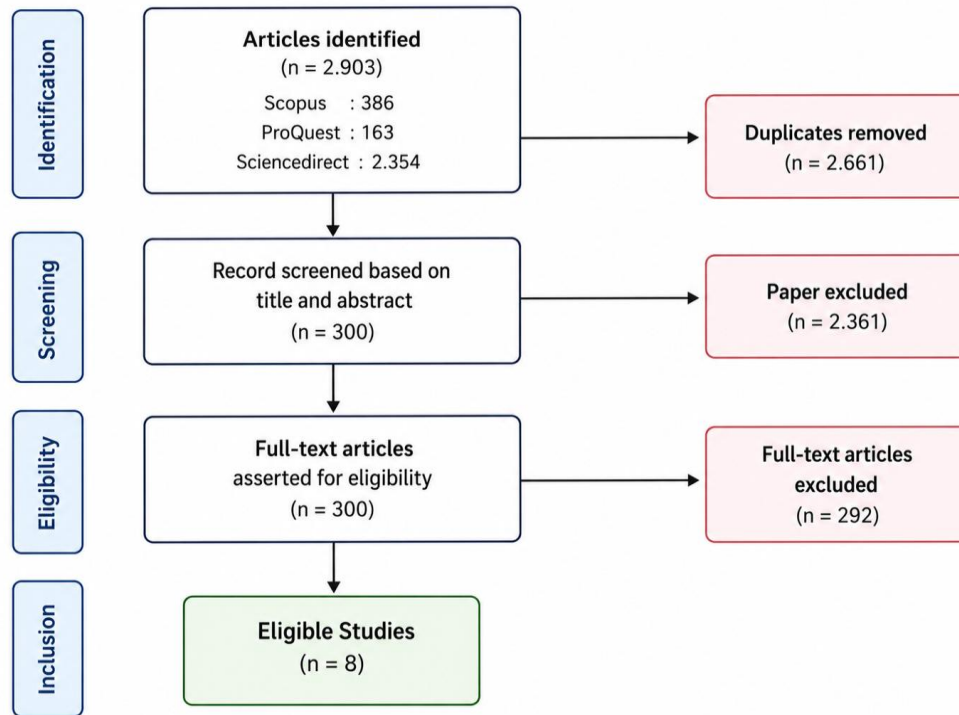 Identification
Articles identified
(n = 2.903)
Scopus : 386
ProQuest : 163
Sciencedirect : 2.354
Duplicates removed
(n = 2.661)
Screening
Record screened based on
title and abstract
(n = 300)
Paper excluded
(n = 2.361)
Eligibility
Full-text articles
asserted for eligibility
(n = 300)
Full-text articles
excluded
(n = 292)
Inclusion
Eligible Studies
(n = 8)